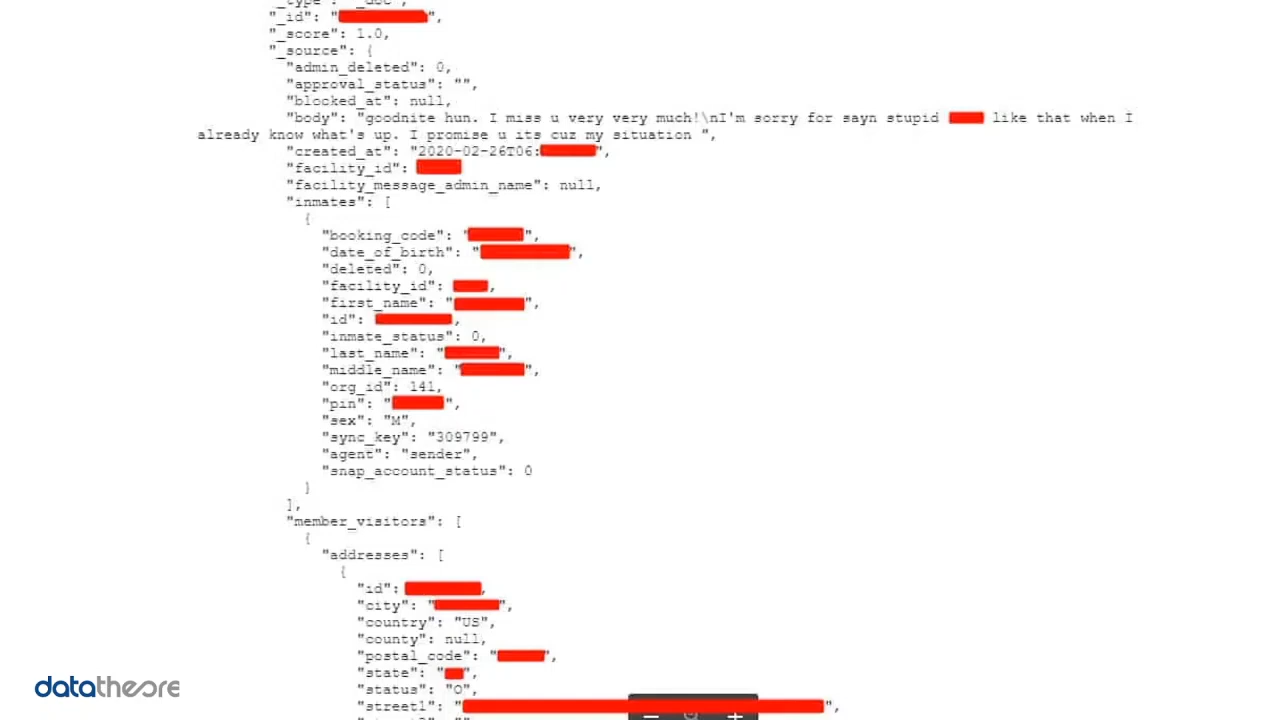 "_type": "_doc",
"_id": "",
"_score": 1.0,
"_source": {
"admin_deleted": 0,
"approval_status": "",
"blocked_at": null,
"body": "goodnite hun. I miss u very very much!\nI'm sorry for sayn stupid like that when I
already know what's up. I promise u its cuz my situation ",
"created_at": "2020-02-26T06:",
"facility_id":
"facility_message_admin_name": null,
"inmates": [
{
"booking_code": "",
"date_of_birth": "",
"deleted": 0,
"facility_id": ,
"first_name": "",
"id": ,
"inmate_status": 0,
"last_name": "",
"middle_name": "",
"org_id": 141,
"pin": "",
"sex": "M",
"sync_key": "309799",
"agent": "sender",
"snap_account_status": 0
}
],
"member_visitors": [
{
"addresses": [
{
"id": ,
"city": "",
"country": "US",
"county": null,
"postal_code": "",
"state": "",
"status": "O",
"street1": "",
datatheøre